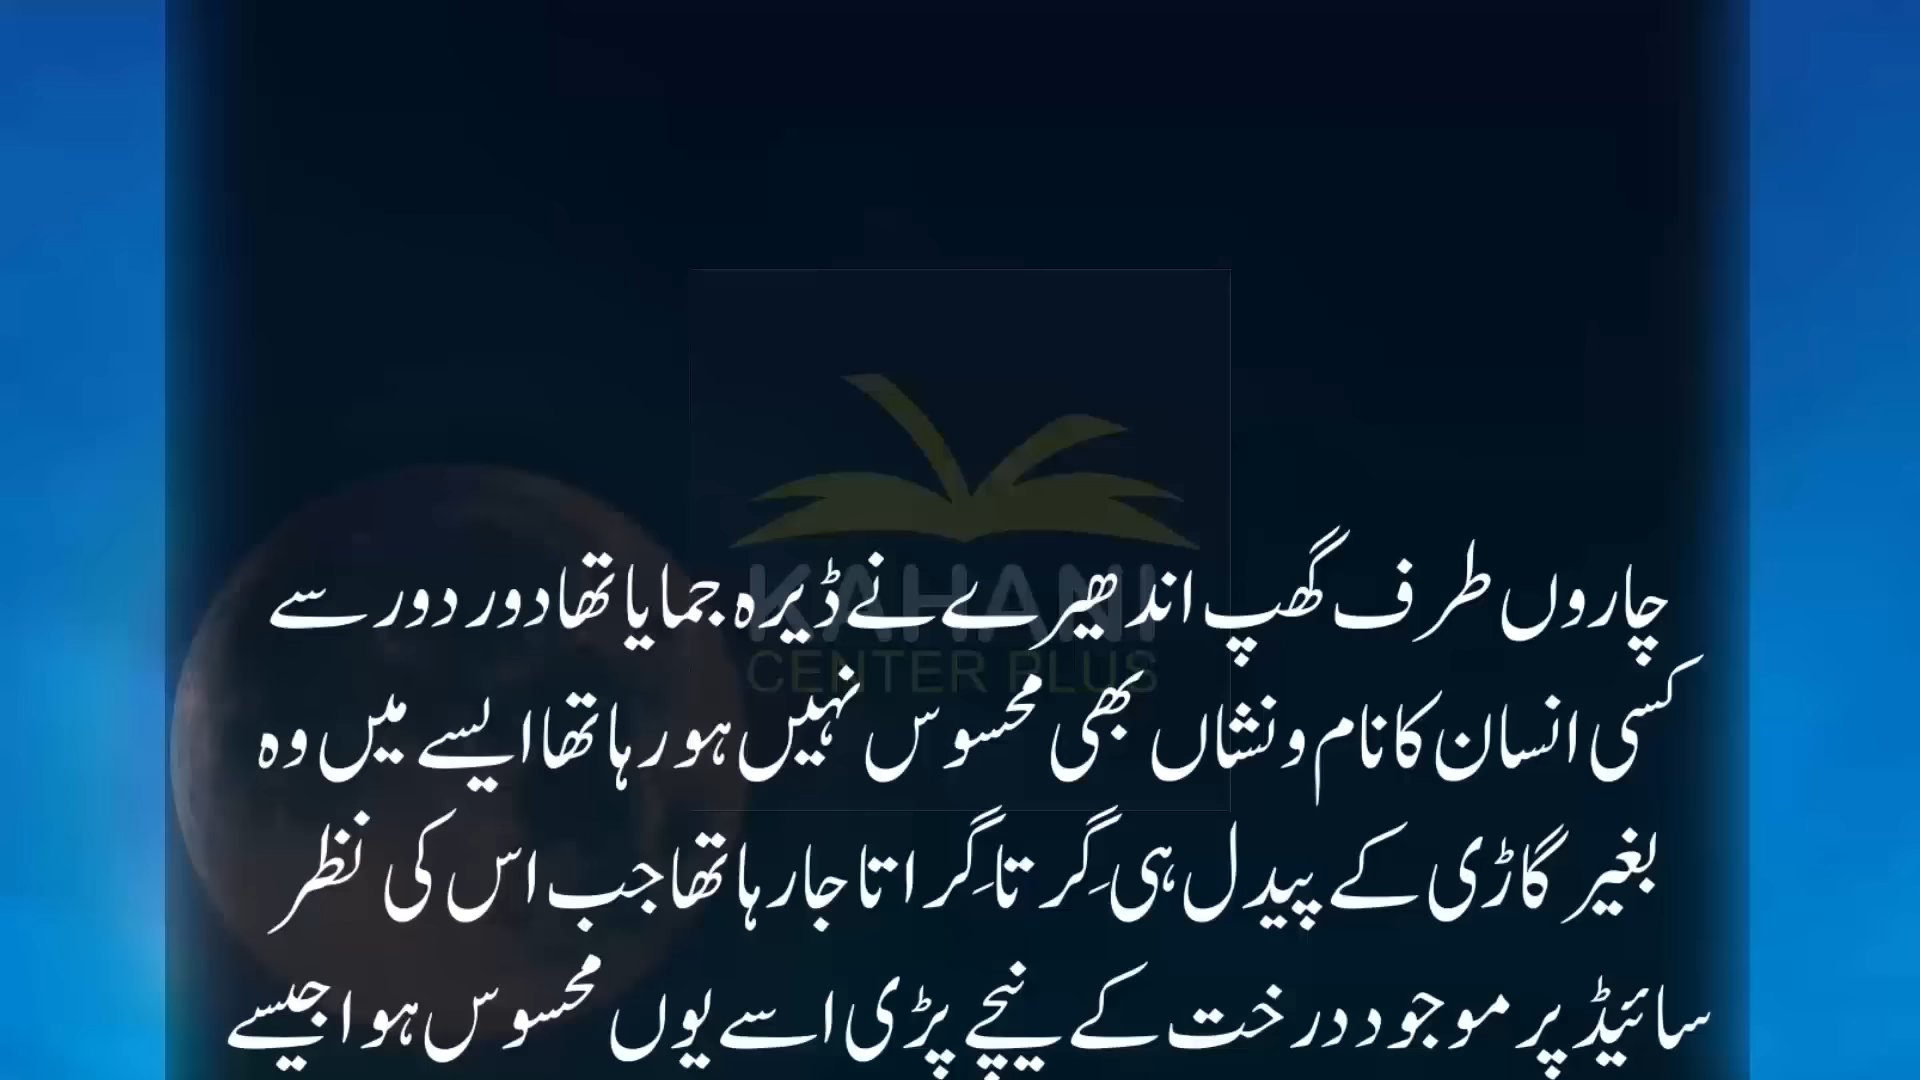 KAHANI
CENTER PLUS
چاروں طرف گھپ اندھیرے نے ڈیرہ جمایا تھا دور دور سے
کسی انسان کا نام و نشاں بھی محسوس نہیں ہو رہا تھا ایسے میں وہ
بغیر گاڑی کے پیدل ہی گِرتا گِراتا جا رہا تھا جب اس کی نظر
سائیڈ پر موجود درخت کے نیچے پڑی اسے یوں محسوس ہوا جیسے